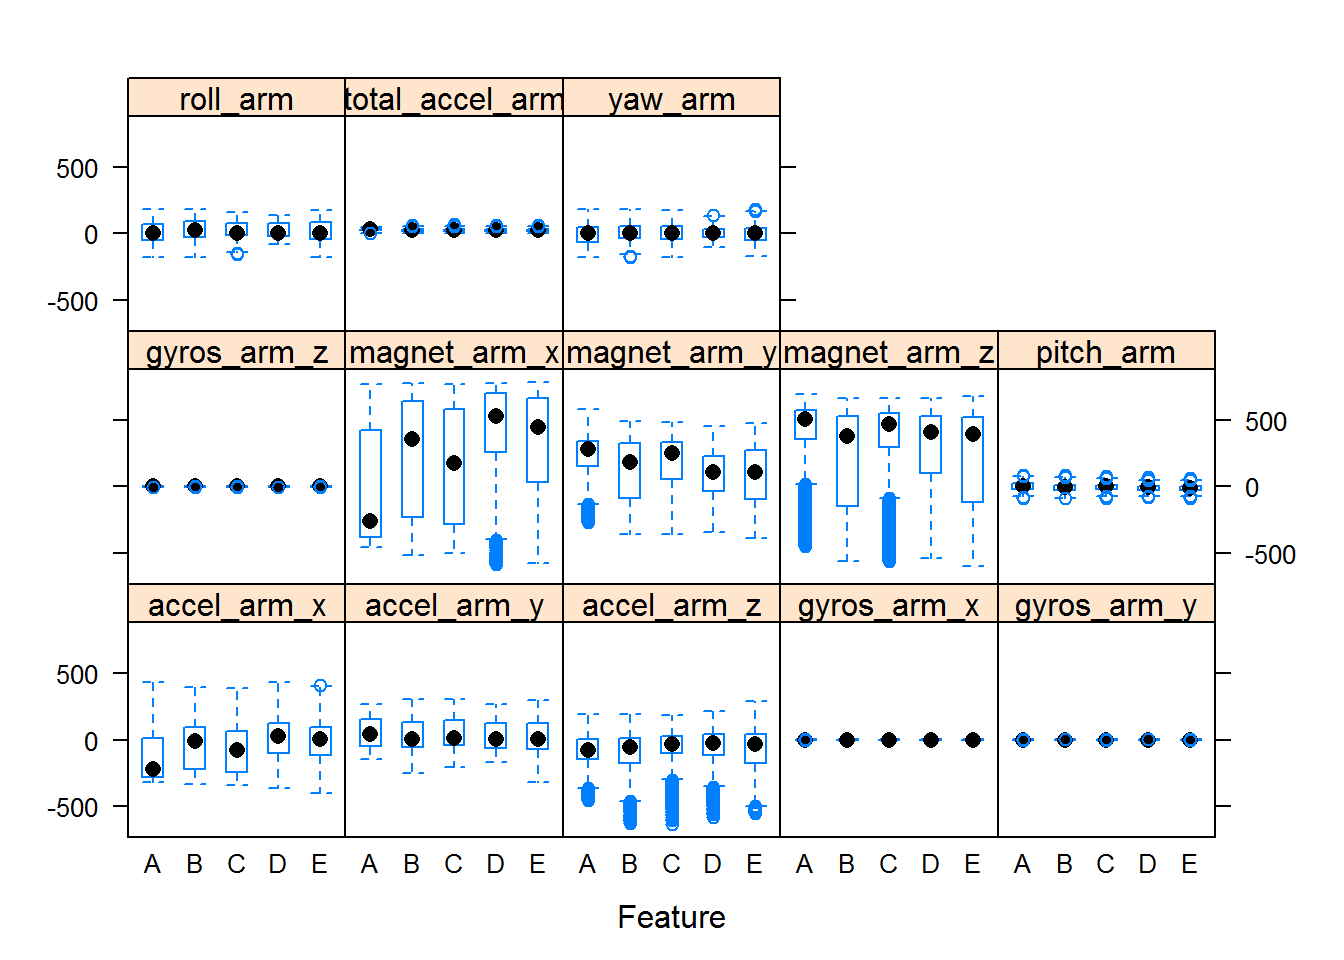 roll_arm total_accel_arm yaw_arm
500
0
-500
gyros_arm_z magnet_arm_x magnet_arm_y magnet_arm_z pitch_arm
500
0
-500
accel_arm_x accel_arm_y accel_arm_z gyros_arm_x gyros_arm_y
500
0
-500
A B C D E A B C D E A B C D E A B C D E A B C D E
Feature